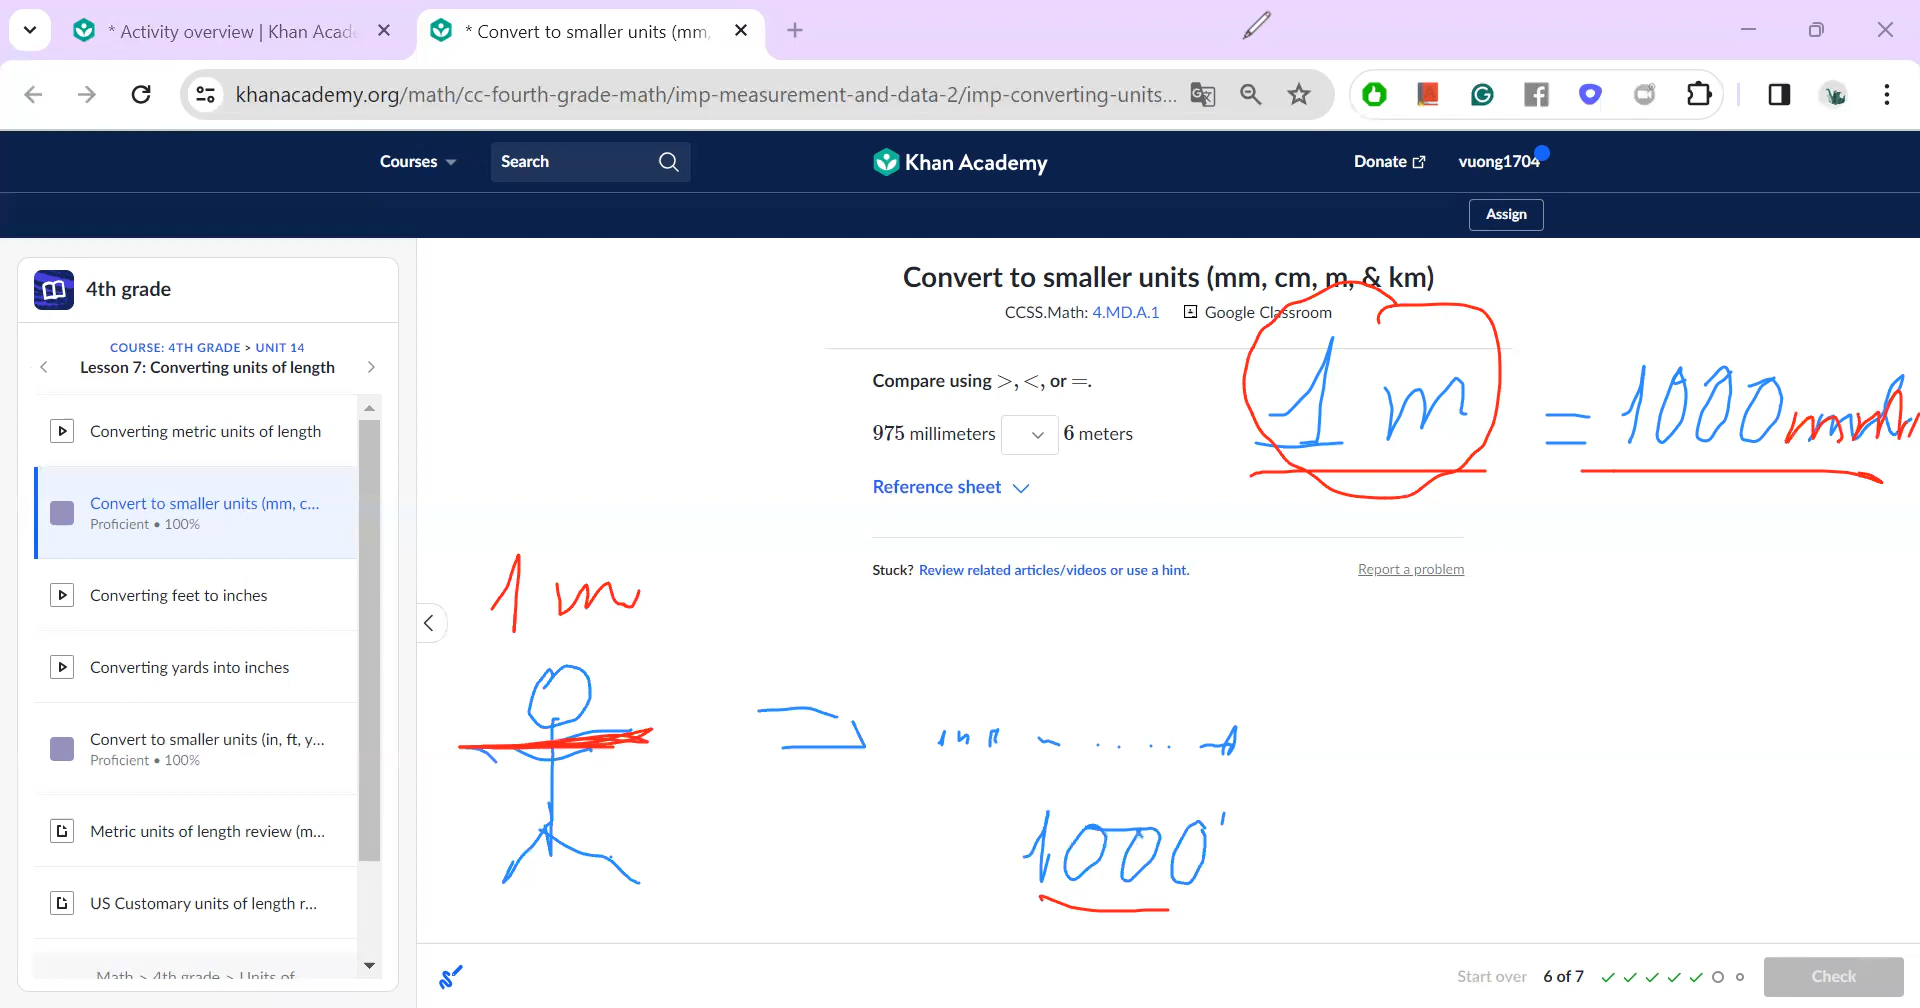 * Activity overview | Khan Acad
* Convert to smaller units (mm,
khanacademy.org/math/cc-fourth-grade-math/imp-measurement-and-data-2/imp-converting-units...
Courses
Search
Khan Academy
Donate
vuong1704
Assign
4th grade
COURSE: 4TH GRADE > UNIT 14
Lesson 7: Converting units of length
Converting metric units of length
Convert to smaller units (mm, c...
Proficient • 100%
Converting feet to inches
Converting yards into inches
Convert to smaller units (in, ft, y...
Proficient • 100%
Metric units of length review (m...
US Customary units of length r...
Math > 4th grade > Units of
Convert to smaller units (mm, cm, m, & km)
CCSS.Math: 4.MD.A.1 Google Classroom
Compare using >, <, or =.
975 millimeters 6 meters
Reference sheet
Stuck? Review related articles/videos or use a hint.
Report a problem
1 m = 1000
1 m
1000
Start over 6 of 7
Check